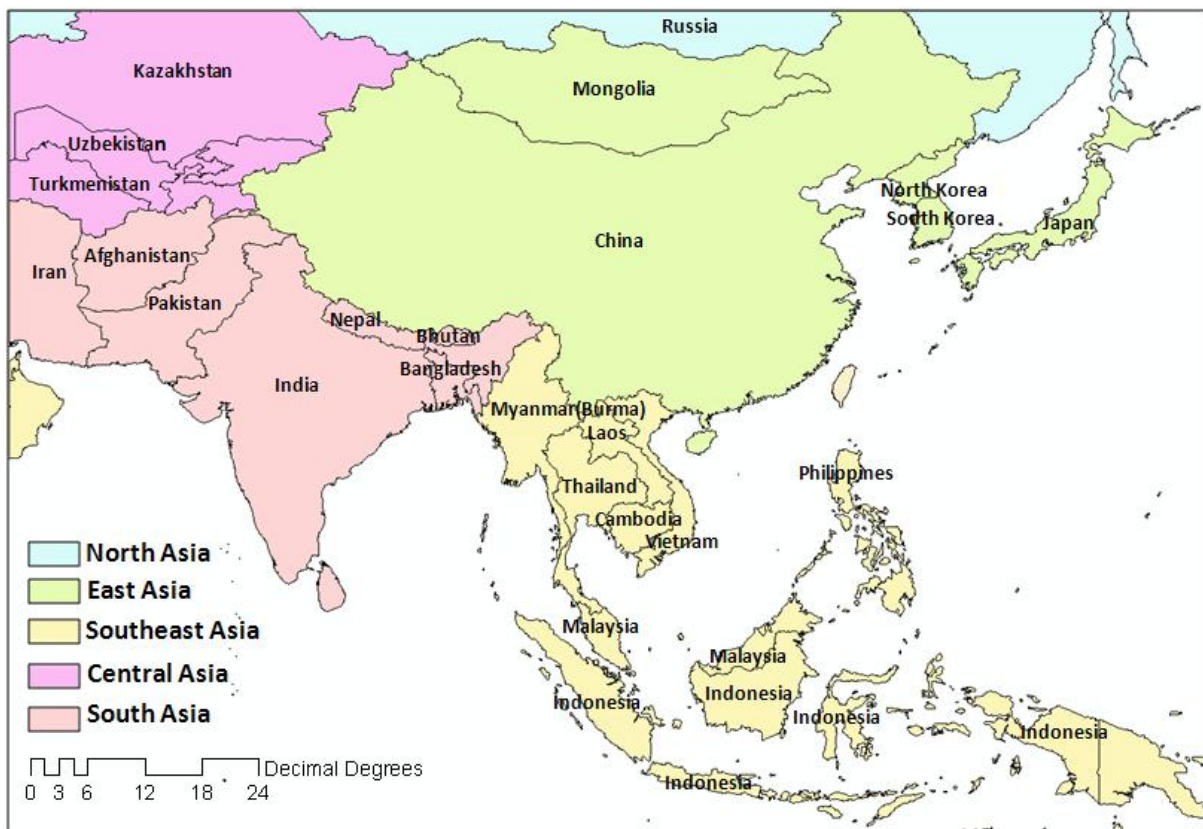 Russia
Kazakhstan
Mongolia
Uzbekistan
Turkmenistan
North Korea
South Korea
Japan
China
Afghanistan
Iran
Pakistan
Nepal
Bhutan
Bangladesh
India
Myanmar(Burma)
Laos
Philippines
Thailand
Cambodia
Vietnam
North Asia
East Asia
Southeast Asia
Central Asia
South Asia
Malaysia
Malaysia
Indonesia
Indonesia
Indonesia
Indonesia
Indonesia
Decimal Degrees
0 3 6 12 18 24